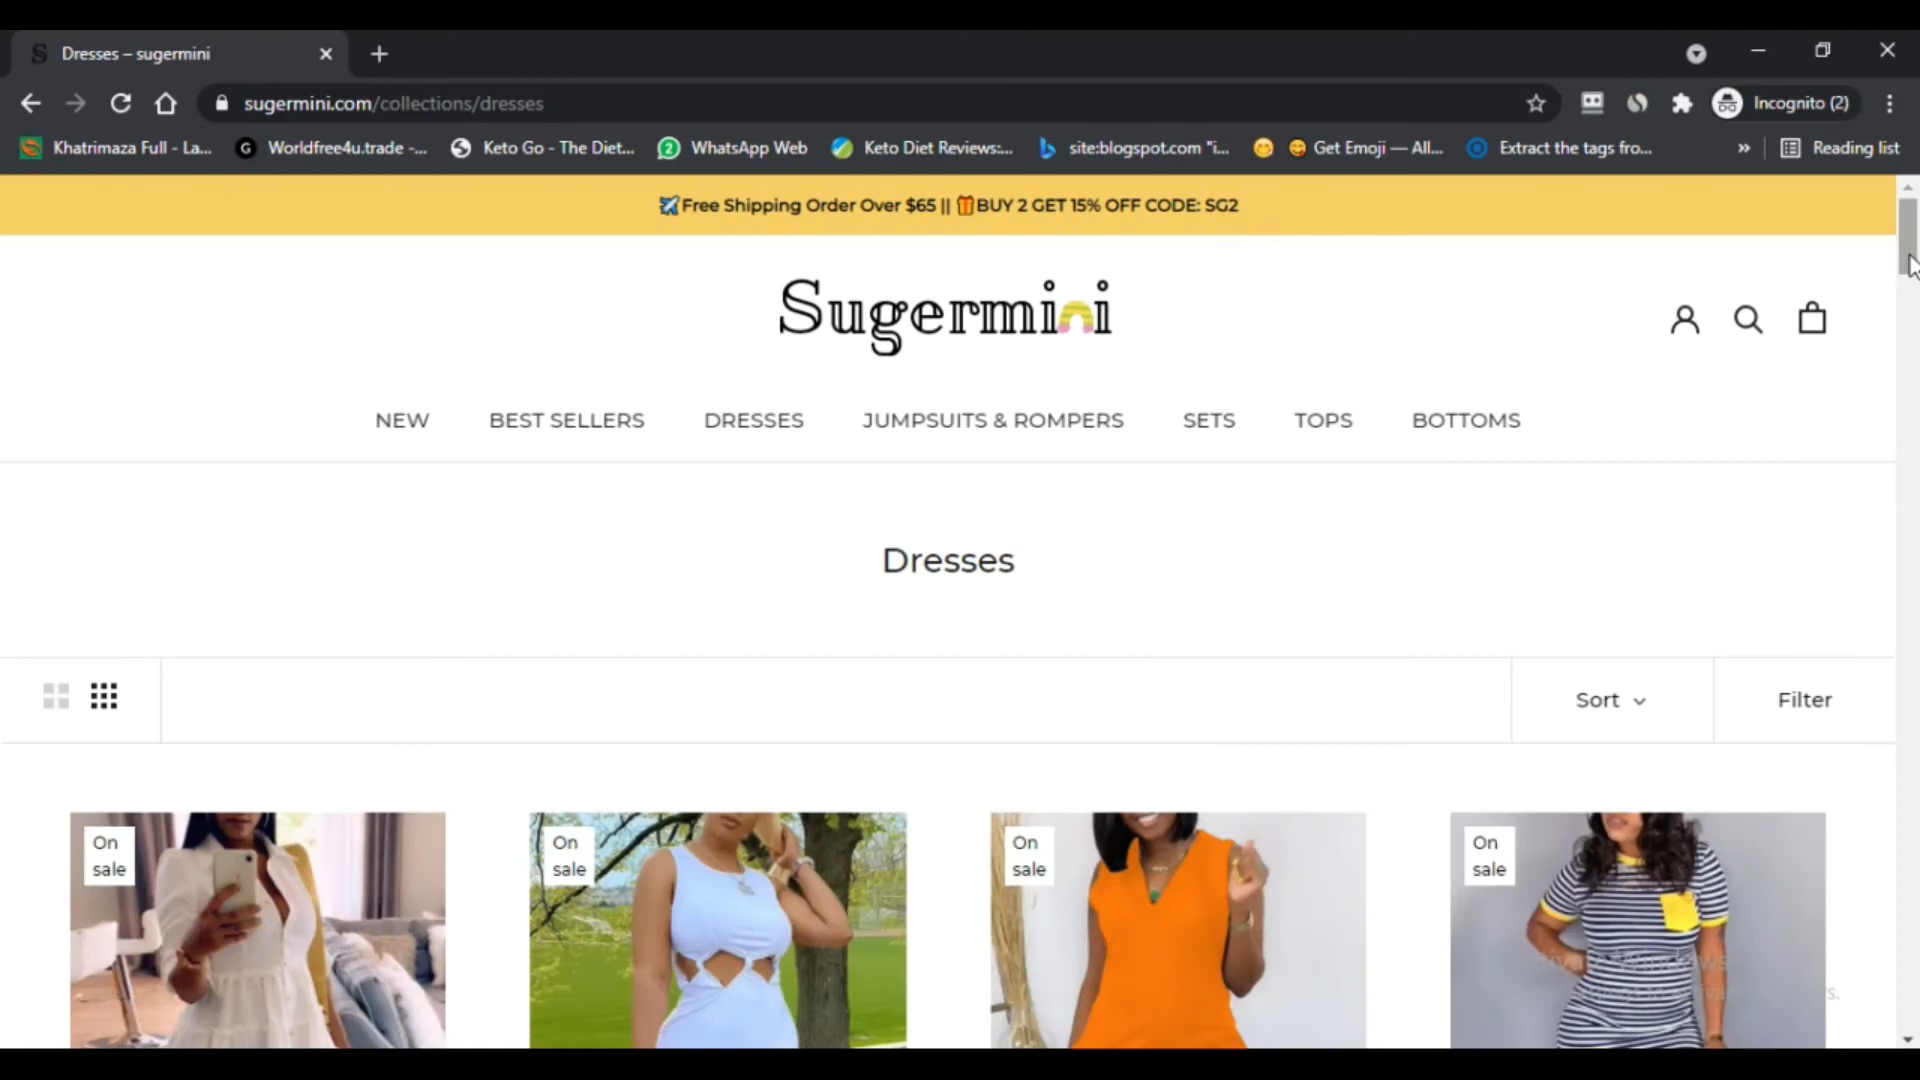 Dresses – sugermini
sugermini.com/collections/dresses
Incognito (2)
Khatrimaza Full - La...
Worldfree4u.trade -...
Keto Go - The Diet...
WhatsApp Web
Keto Diet Reviews:...
site:blogspot.com "i...
Get Emoji — All...
Extract the tags fro...
»
Reading list
✈️Free Shipping Order Over $65 || 🎁BUY 2 GET 15% OFF CODE: SG2
Sugermini
NEW
BEST SELLERS
DRESSES
JUMPSUITS & ROMPERS
SETS
TOPS
BOTTOMS
Dresses
Sort
Filter
On
sale
On
sale
On
sale
On
sale